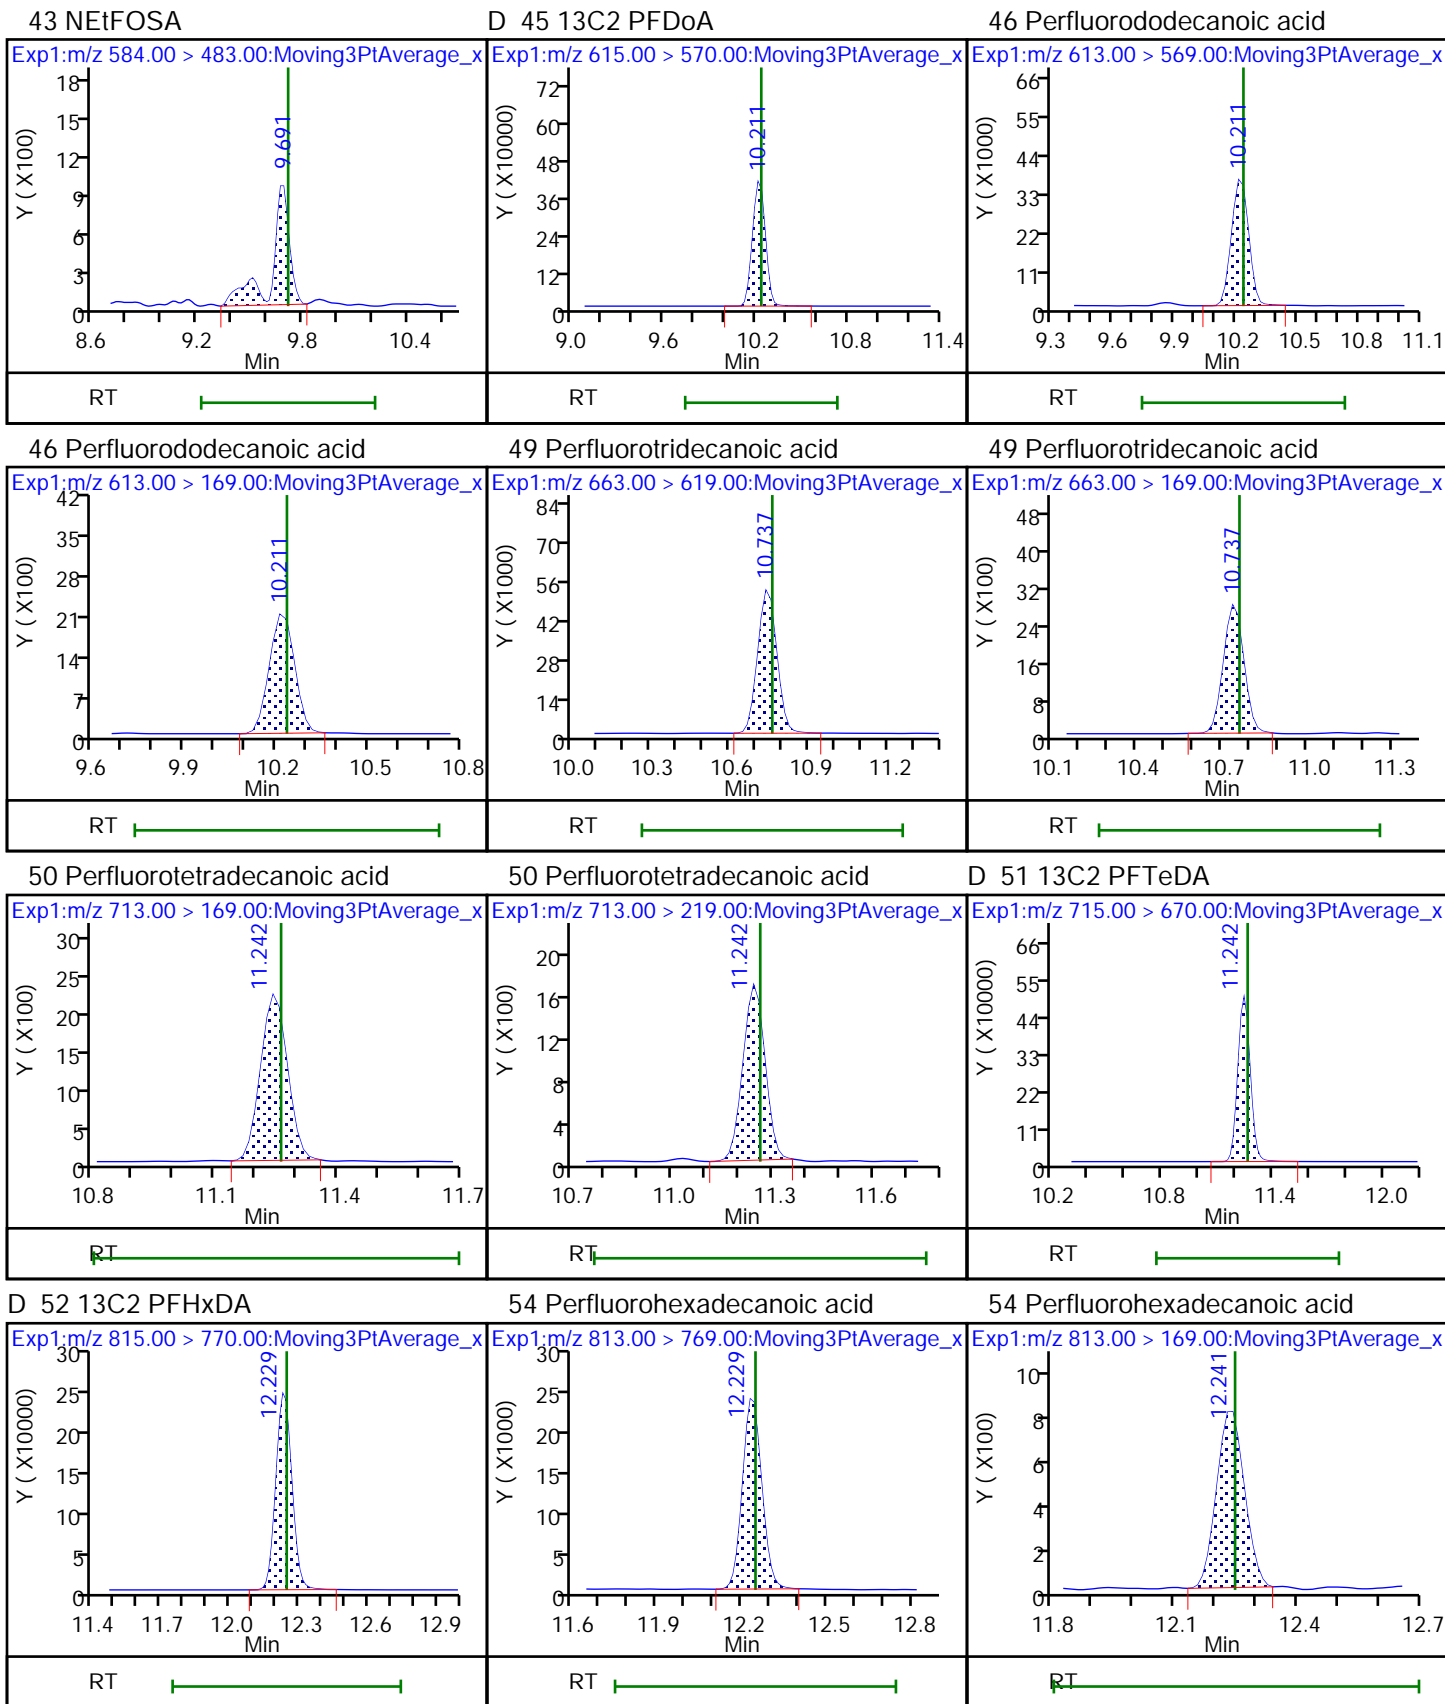 43 NEtFOSA
Exp1:m/z 584.00 > 483.00:Moving3PtAverage_x
Y ( X100)
18
15
12
9
6
3
0
9.691
8.6 9.2 9.8 10.4
Min
RT
D 45 13C2 PFDoA
Exp1:m/z 615.00 > 570.00:Moving3PtAverage_x
Y ( X10000)
72
60
48
36
24
12
0
10.211
9.0 9.6 10.2 10.8 11.4
Min
RT
46 Perfluorododecanoic acid
Exp1:m/z 613.00 > 569.00:Moving3PtAverage_x
Y ( X1000)
66
55
44
33
22
11
0
10.211
9.3 9.6 9.9 10.2 10.5 10.8 11.1
Min
RT
46 Perfluorododecanoic acid
Exp1:m/z 613.00 > 169.00:Moving3PtAverage_x
Y ( X100)
42
35
28
21
14
7
0
10.211
9.6 9.9 10.2 10.5 10.8
Min
RT
49 Perfluorotridecanoic acid
Exp1:m/z 663.00 > 619.00:Moving3PtAverage_x
Y ( X1000)
84
70
56
42
28
14
0
10.737
10.0 10.3 10.6 10.9 11.2
Min
RT
49 Perfluorotridecanoic acid
Exp1:m/z 663.00 > 169.00:Moving3PtAverage_x
Y ( X100)
48
40
32
24
16
8
0
10.737
10.1 10.4 10.7 11.0 11.3
Min
RT
50 Perfluorotetradecanoic acid
Exp1:m/z 713.00 > 169.00:Moving3PtAverage_x
Y ( X100)
30
25
20
15
10
5
0
11.242
10.8 11.1 11.4 11.7
Min
RT
50 Perfluorotetradecanoic acid
Exp1:m/z 713.00 > 219.00:Moving3PtAverage_x
Y ( X100)
20
16
12
8
4
0
11.242
10.7 11.0 11.3 11.6
Min
RT
D 51 13C2 PFTeDA
Exp1:m/z 715.00 > 670.00:Moving3PtAverage_x
Y ( X10000)
66
55
44
33
22
11
0
11.242
10.2 10.8 11.4 12.0
Min
RT
D 52 13C2 PFHxDA
Exp1:m/z 815.00 > 770.00:Moving3PtAverage_x
Y ( X10000)
30
25
20
15
10
5
0
12.229
11.4 11.7 12.0 12.3 12.6 12.9
Min
RT
54 Perfluorohexadecanoic acid
Exp1:m/z 813.00 > 769.00:Moving3PtAverage_x
Y ( X1000)
30
25
20
15
10
5
0
12.229
11.6 11.9 12.2 12.5 12.8
Min
RT
54 Perfluorohexadecanoic acid
Exp1:m/z 813.00 > 169.00:Moving3PtAverage_x
Y ( X100)
10
8
6
4
2
0
12.241
11.8 12.1 12.4 12.7
Min
RT